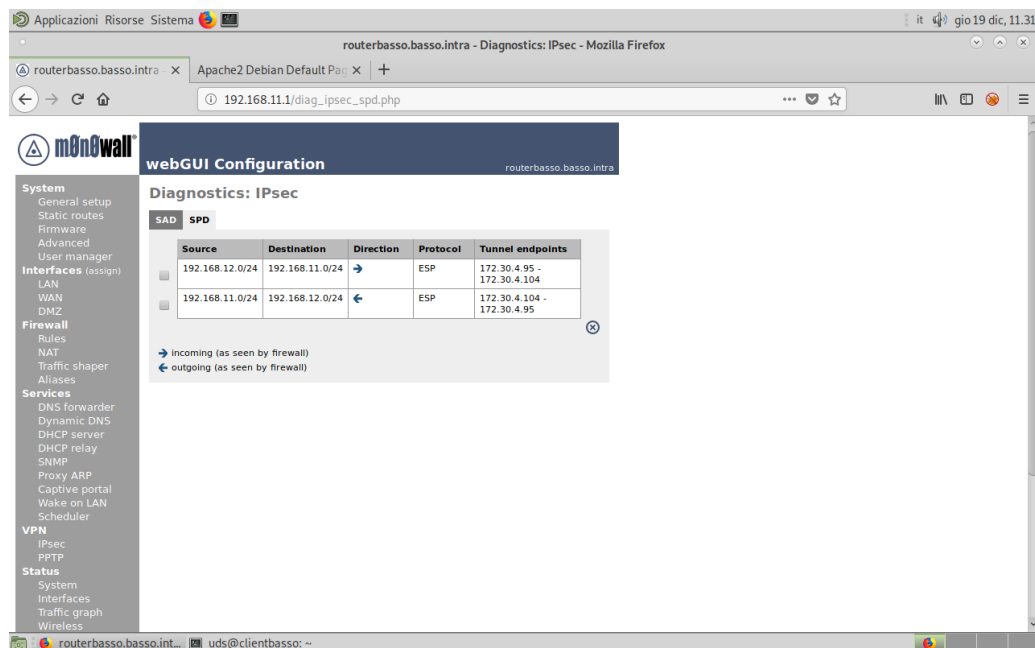 Applicazioni Risorse Sistema
it gio 19 dic, 11.31
routerbasso.basso.intra - Diagnostics: IPsec - Mozilla Firefox
routerbasso.basso.intra -
Apache2 Debian Default Pag
192.168.11.1/diag_ipsec_spd.php
m0n0wall
webGUI Configuration
routerbasso.basso.intra
System
General setup
Static routes
Firmware
Advanced
User manager
Interfaces (assign)
LAN
WAN
DMZ
Firewall
Rules
NAT
Traffic shaper
Aliases
Services
DNS forwarder
Dynamic DNS
DHCP server
DHCP relay
SNMP
Proxy ARP
Captive portal
Wake on LAN
Scheduler
VPN
IPsec
PPTP
Status
System
Interfaces
Traffic graph
Wireless
Diagnostics: IPsec
SAD SPD
Source Destination Direction Protocol Tunnel endpoints
192.168.12.0/24 192.168.11.0/24 ESP 172.30.4.95 -
172.30.4.104
192.168.11.0/24 192.168.12.0/24 ESP 172.30.4.104 -
172.30.4.95
incoming (as seen by firewall)
outgoing (as seen by firewall)
routerbasso.basso.int...
uds@clientbasso: ~